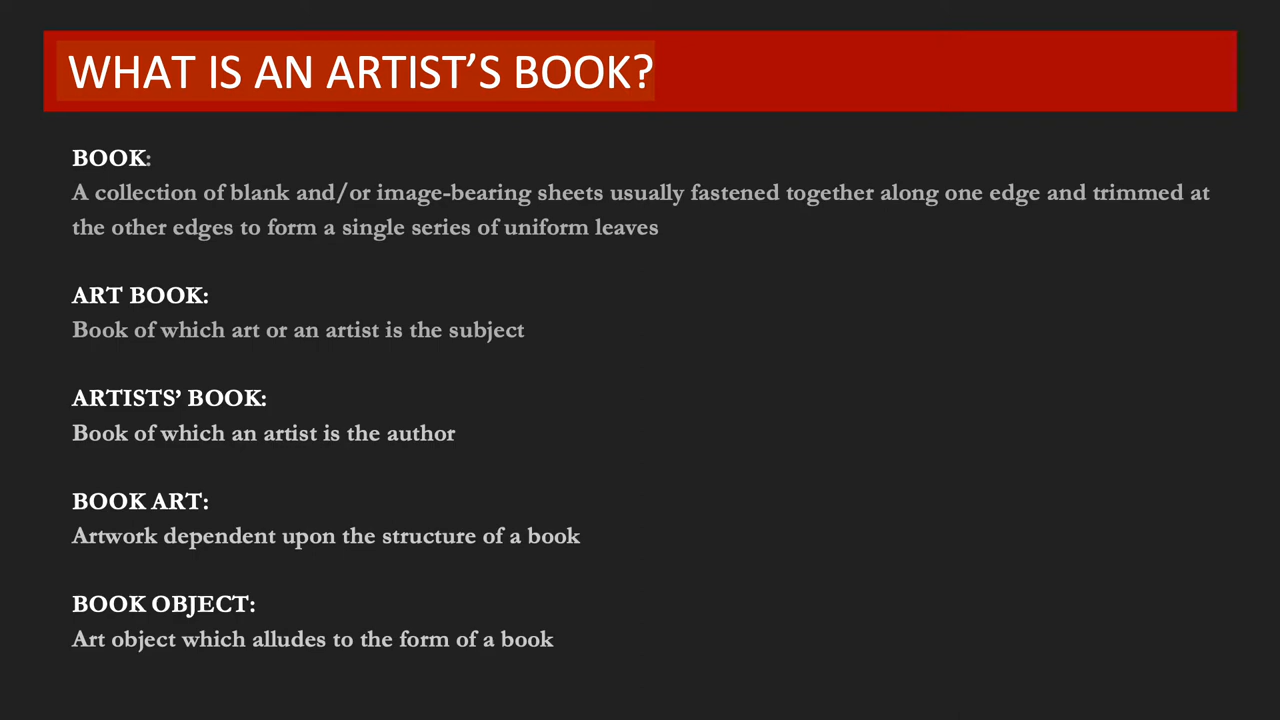 WHAT IS AN ARTIST’S BOOK?
BOOK:
A collection of blank and/or image-bearing sheets usually fastened together along one edge and trimmed at
the other edges to form a single series of uniform leaves
ART BOOK:
Book of which art or an artist is the subject
ARTISTS’ BOOK:
Book of which an artist is the author
BOOK ART:
Artwork dependent upon the structure of a book
BOOK OBJECT:
Art object which alludes to the form of a book